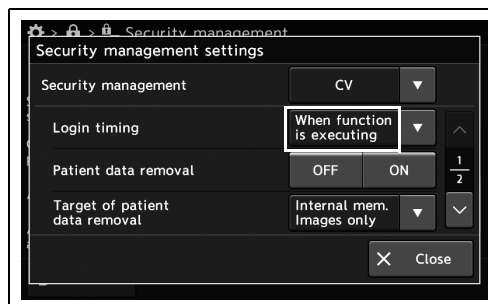 > > Security management
Security management settings
Security management CV
Login timing When function
is executing
Patient data removal OFF ON
1
2
Target of patient
data removal Internal mem.
Images only
Close